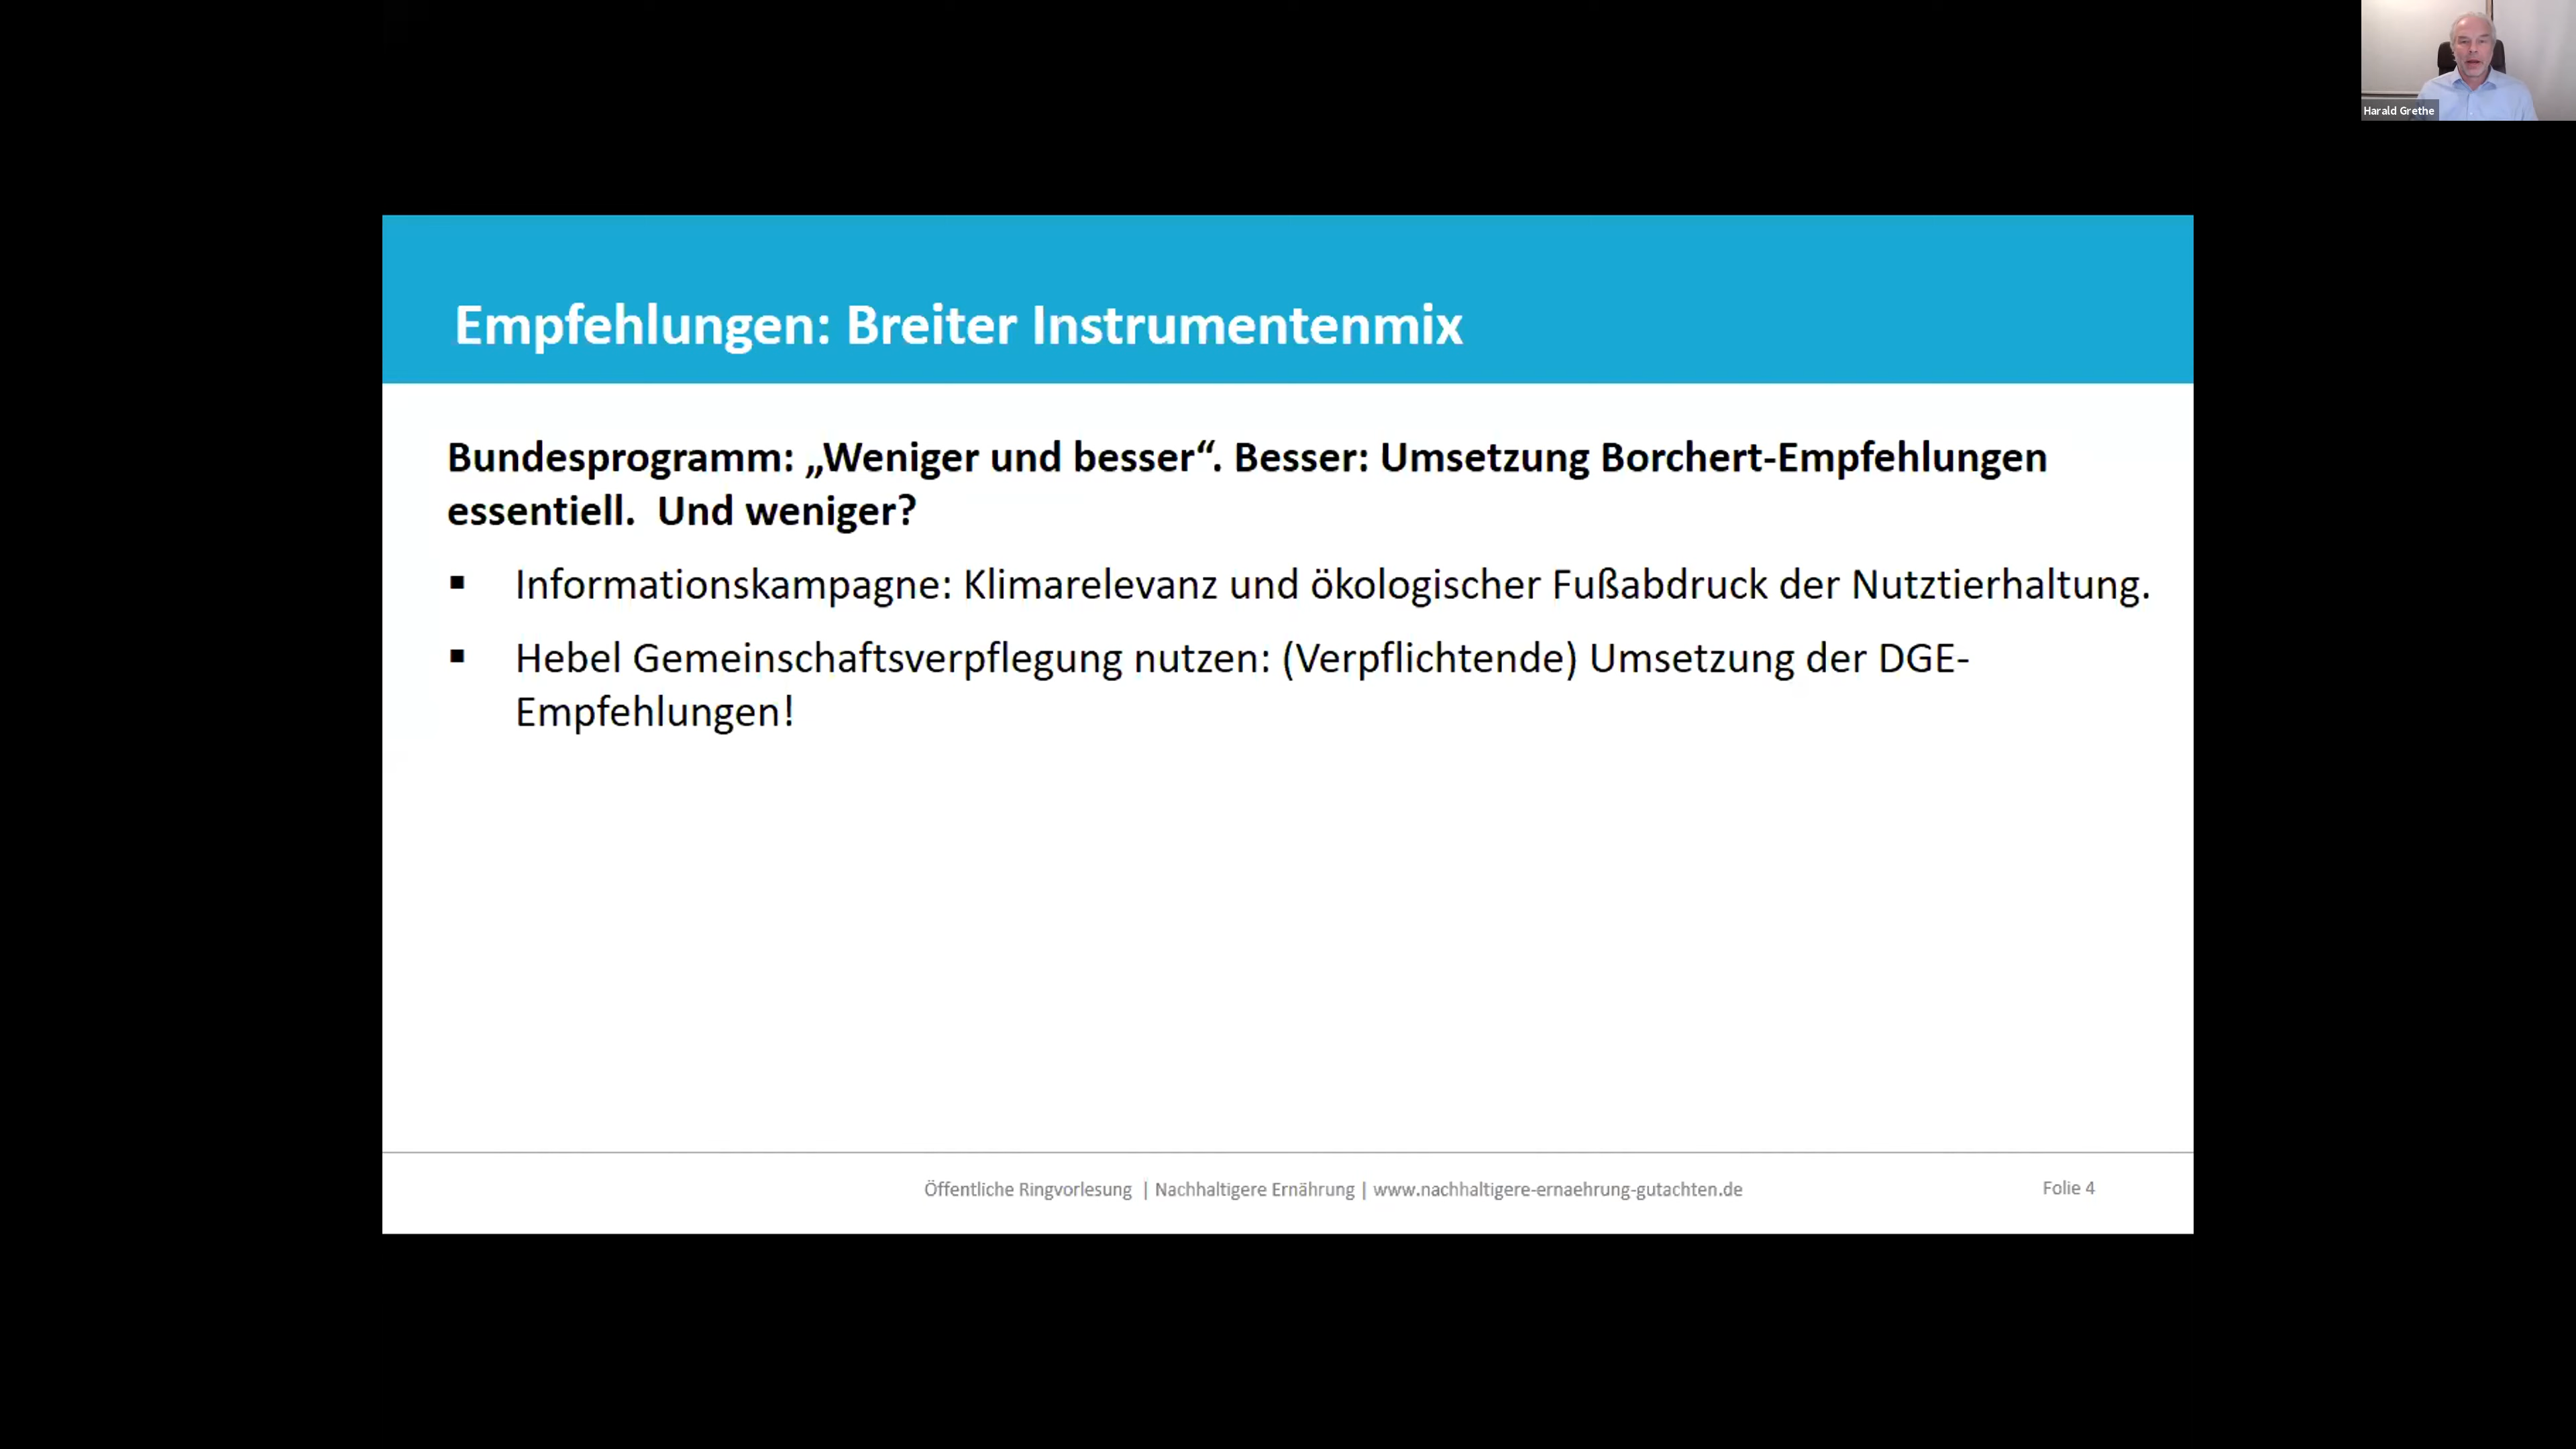 Harald Grethe
Empfehlungen: Breiter Instrumentenmix
Bundesprogramm: „Weniger und besser“. Besser: Umsetzung Borchert-Empfehlungen
essentiell.  Und weniger?
▪ Informationskampagne: Klimarelevanz und ökologischer Fußabdruck der Nutztierhaltung.
▪ Hebel Gemeinschaftsverpflegung nutzen: (Verpflichtende) Umsetzung der DGE-
Empfehlungen!
Öffentliche Ringvorlesung | Nachhaltigere Ernährung | www.nachhaltigere-ernaehrung-gutachten.de
Folie 4